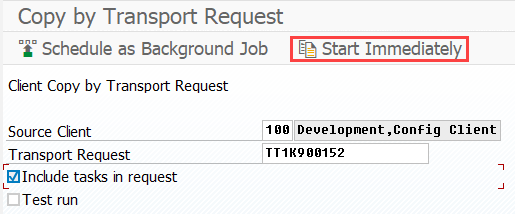 Copy by Transport Request
Schedule as Background Job Start Immediately
Client Copy by Transport Request
Source Client 100 Development,Config Client
Transport Request TT1K900152
Include tasks in request
Test run